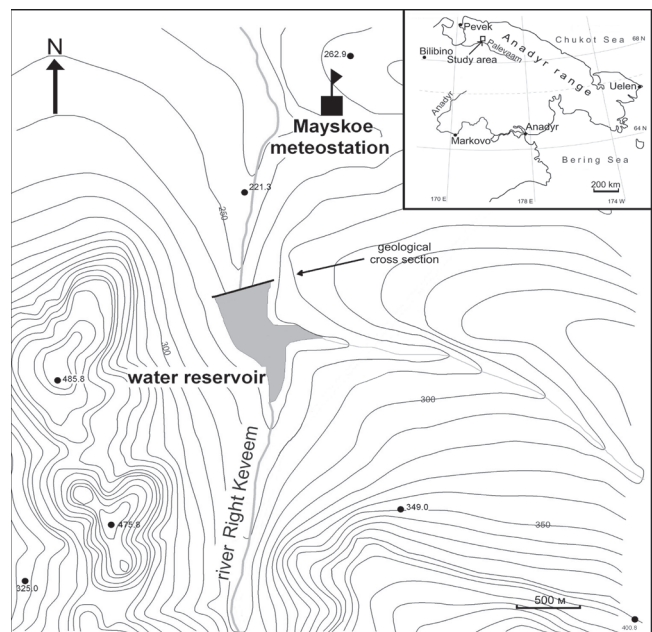 N
262.9
Mayskoe
meteostation
221.3
250
geological
cross section
300
water reservoir
485.8
300
river Right Keveem
349.0
475.8
350
325.0
500 м
400.8
Chukot Sea
Pevek
68 N
Bilibino
Palevaam
Study area
Anadyr range
Uelen
Anadyr
Anadyr
64 N
Markovo
Bering Sea
200 km
170 E
178 E
174 W